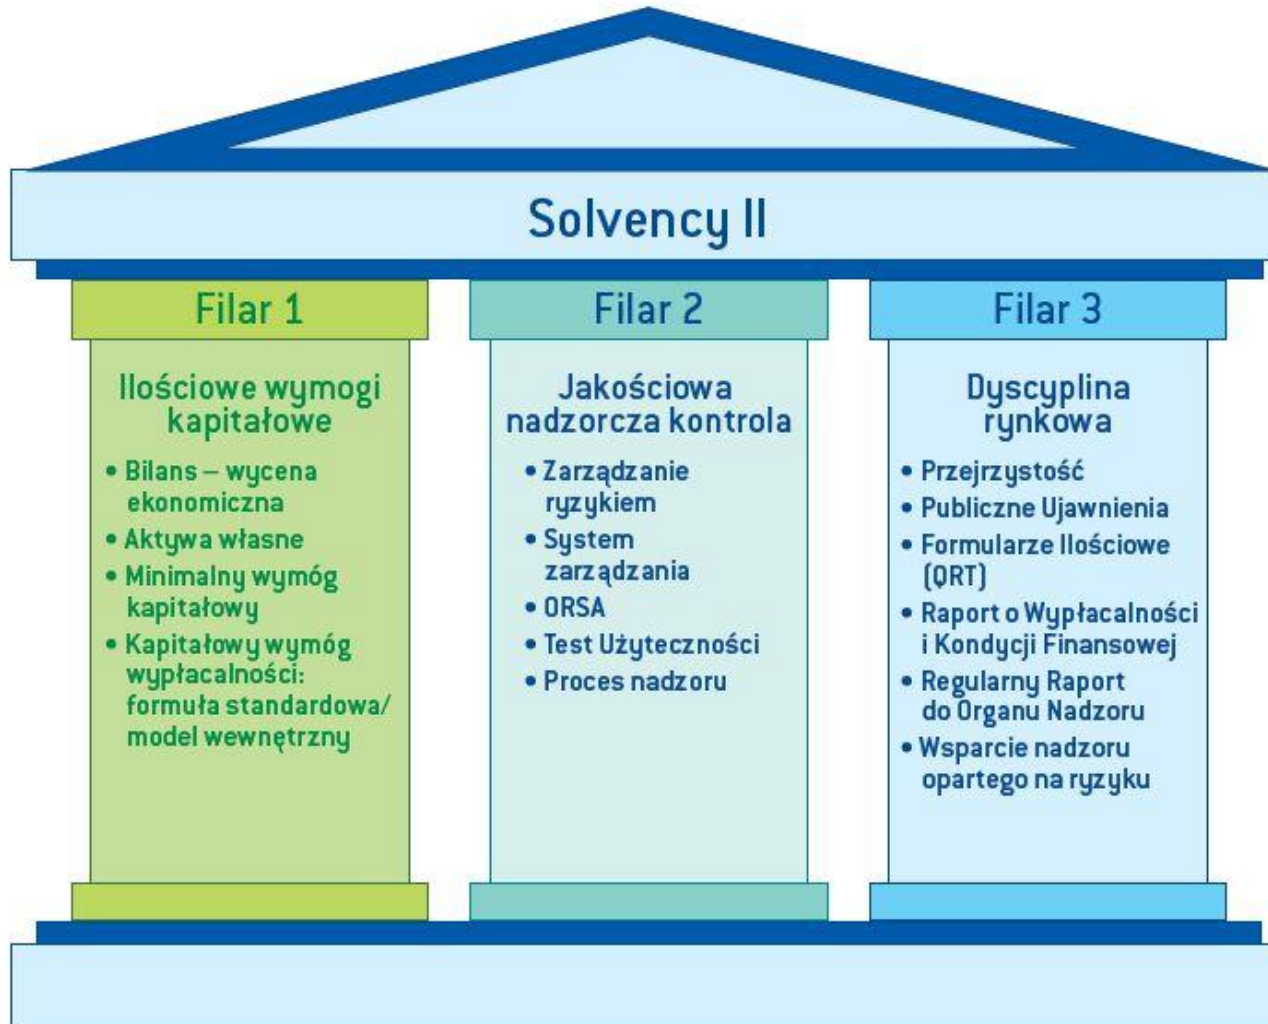 Solvency II
Filar 1
Ilościowe wymogi
kapitałowe
• Bilans – wycena
ekonomiczna
• Aktywa własne
• Minimalny wymóg
kapitałowy
• Kapitałowy wymóg
wypłacalności:
formuła standardowa/
model wewnętrzny
Filar 2
Jakościowa
nadzorcza kontrola
• Zarządzanie
ryzykiem
• System
zarządzania
• ORSA
• Test Użyteczności
• Proces nadzoru
Filar 3
Dyscyplina
rynkowa
• Przejrzystość
• Publiczne Ujawnienia
• Formularze Ilościowe
(QRT)
• Raport o Wypłacalności
i Kondycji Finansowej
• Regularny Raport
do Organu Nadzoru
• Wsparcie nadzoru
opartego na ryzyku